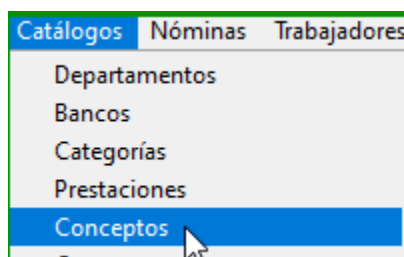 Catálogos Nóminas Trabajadores
Departamentos
Bancos
Categorías
Prestaciones
Conceptos